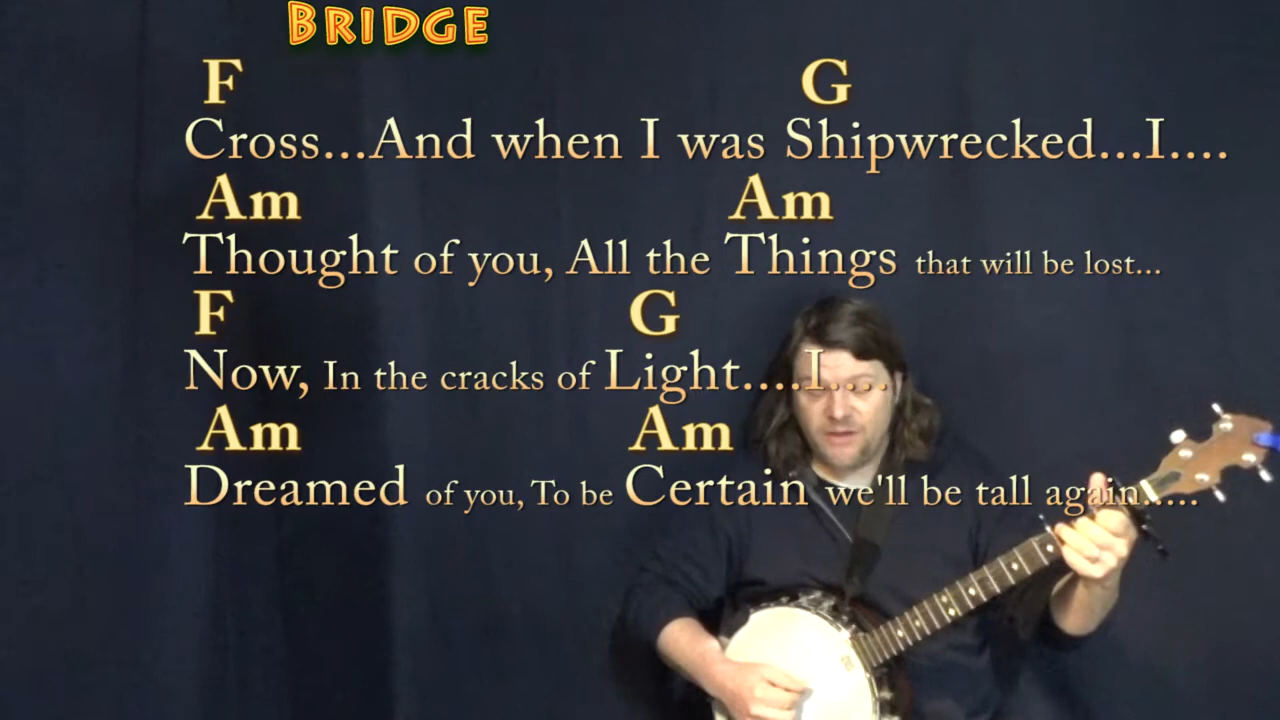 BRIDGE
F G
Cross...And when I was Shipwrecked...I....
Am Am
Thought of you, All the Things that will be lost...
F G
Now, In the cracks of Light....I....
Am Am
Dreamed of you, To be Certain we'll be tall again.....